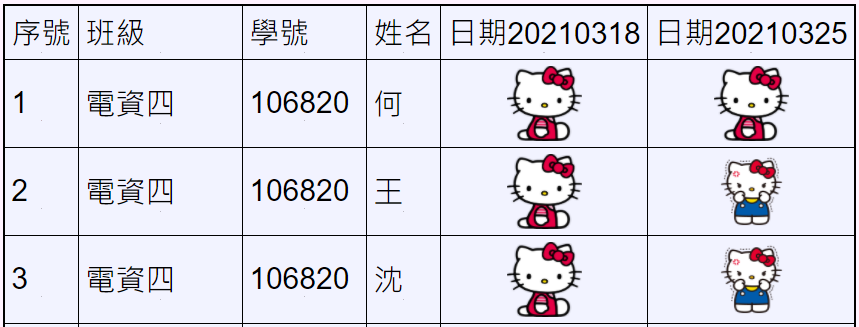 序號 班級 學號 姓名 日期20210318 日期20210325
1 電資四 106820 何
2 電資四 106820 王
3 電資四 106820 沈